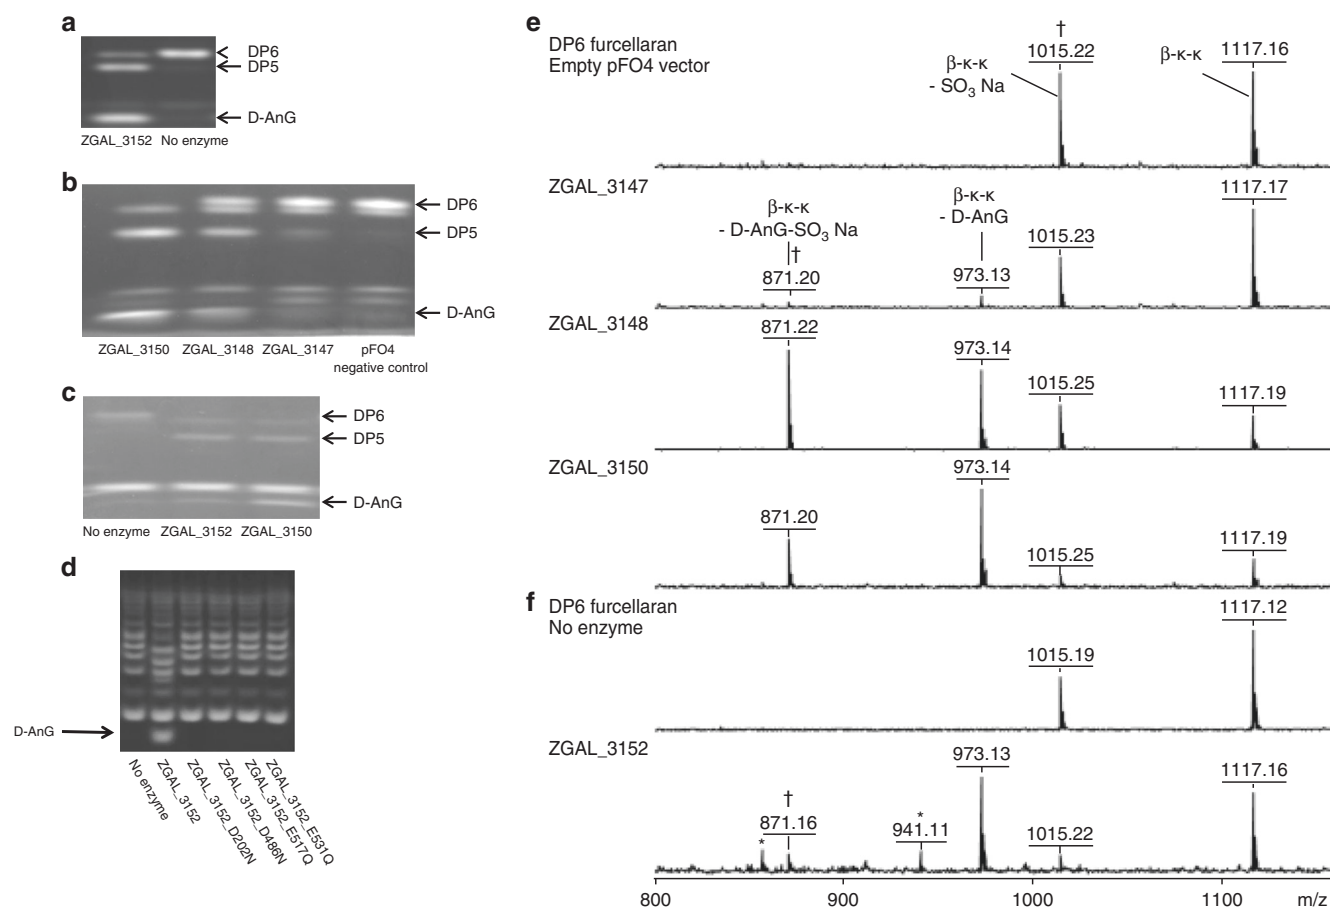 a
DP6
DP5
D-AnG
ZGAL_3152 No enzyme
b
DP6
DP5
D-AnG
ZGAL_3150 ZGAL_3148 ZGAL_3147 pFO4
negative control
c
DP6
DP5
D-AnG
No enzyme ZGAL_3152 ZGAL_3150
d
D-AnG
No enzyme
ZGAL_3152
ZGAL_3152_D202N
ZGAL_3152_D486N
ZGAL_3152_E517Q
ZGAL_3152_E531Q
e
DP6 furcellaran
Empty pFO4 vector
β-κ-κ
- SO3 Na
†
1015.22
β-κ-κ
1117.16
ZGAL_3147
β-κ-κ
- D-AnG-SO3 Na
†
871.20
β-κ-κ
- D-AnG
973.13
1015.23
1117.17
ZGAL_3148
871.22
973.14
1015.25
1117.19
ZGAL_3150
871.20
973.14
1015.25
1117.19
f
DP6 furcellaran
No enzyme
1015.19
1117.12
ZGAL_3152
*
†
871.16
*
941.11
973.13
1015.22
1117.16
800 900 1000 1100 m/z